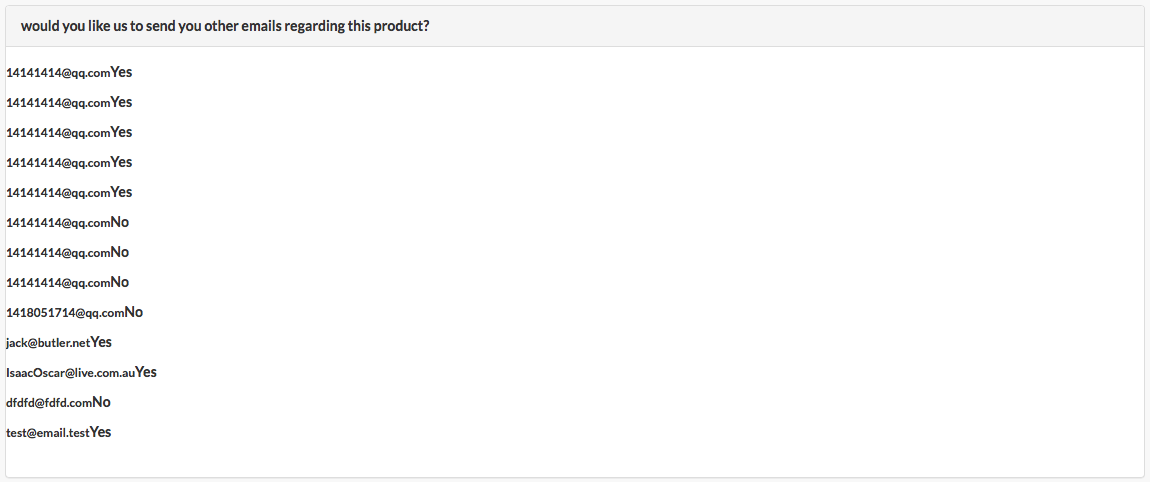 would you like us to send you other emails regarding this product?
14141414@qq.comYes
14141414@qq.comYes
14141414@qq.comYes
14141414@qq.comYes
14141414@qq.comYes
14141414@qq.comNo
14141414@qq.comNo
14141414@qq.comNo
1418051714@qq.comNo
jack@butler.netYes
IsaacOscar@live.com.auYes
dfdfd@fdfd.comNo
test@email.testYes